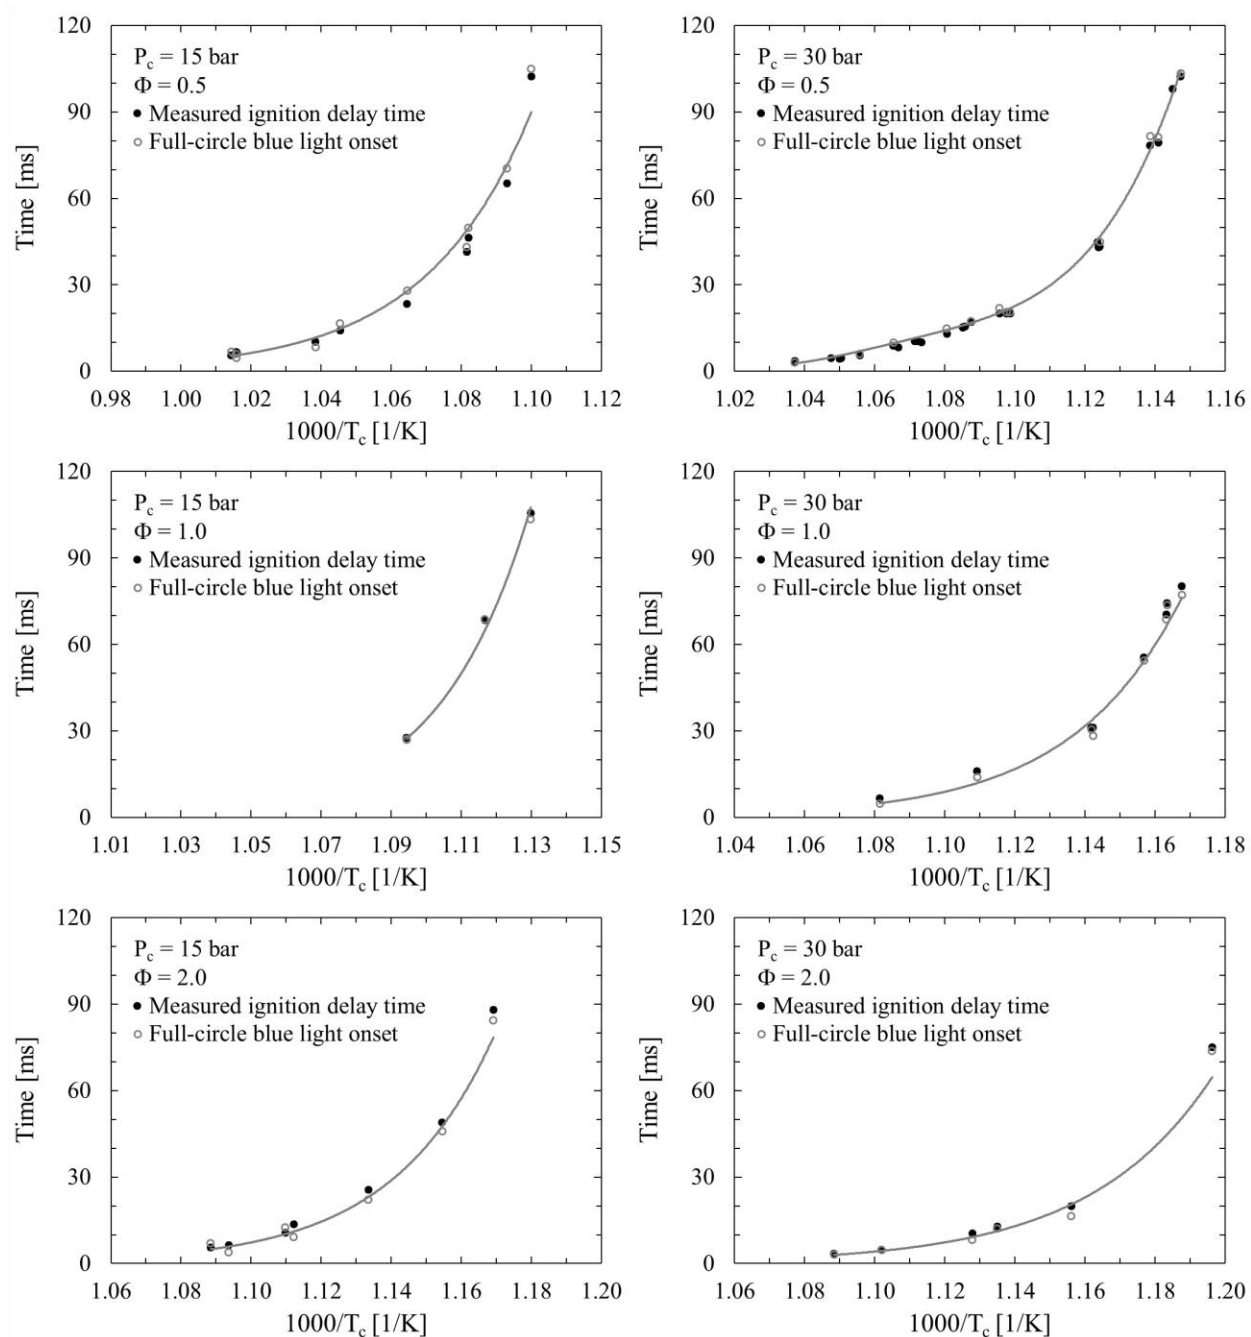 120
90
60
30
0
Time [ms]
P_c = 15 bar
Φ = 0.5
Measured ignition delay time
Full-circle blue light onset
0.98 1.00 1.02 1.04 1.06 1.08 1.10 1.12
1000/T_c [1/K]
120
90
60
30
0
Time [ms]
P_c = 30 bar
Φ = 0.5
Measured ignition delay time
Full-circle blue light onset
1.02 1.04 1.06 1.08 1.10 1.12 1.14 1.16
1000/T_c [1/K]
120
90
60
30
0
Time [ms]
P_c = 15 bar
Φ = 1.0
Measured ignition delay time
Full-circle blue light onset
1.01 1.03 1.05 1.07 1.09 1.11 1.13 1.15
1000/T_c [1/K]
120
90
60
30
0
Time [ms]
P_c = 30 bar
Φ = 1.0
Measured ignition delay time
Full-circle blue light onset
1.04 1.06 1.08 1.10 1.12 1.14 1.16 1.18
1000/T_c [1/K]
120
90
60
30
0
Time [ms]
P_c = 15 bar
Φ = 2.0
Measured ignition delay time
Full-circle blue light onset
1.06 1.08 1.10 1.12 1.14 1.16 1.18 1.20
1000/T_c [1/K]
120
90
60
30
0
Time [ms]
P_c = 30 bar
Φ = 2.0
Measured ignition delay time
Full-circle blue light onset
1.06 1.08 1.10 1.12 1.14 1.16 1.18 1.20
1000/T_c [1/K]